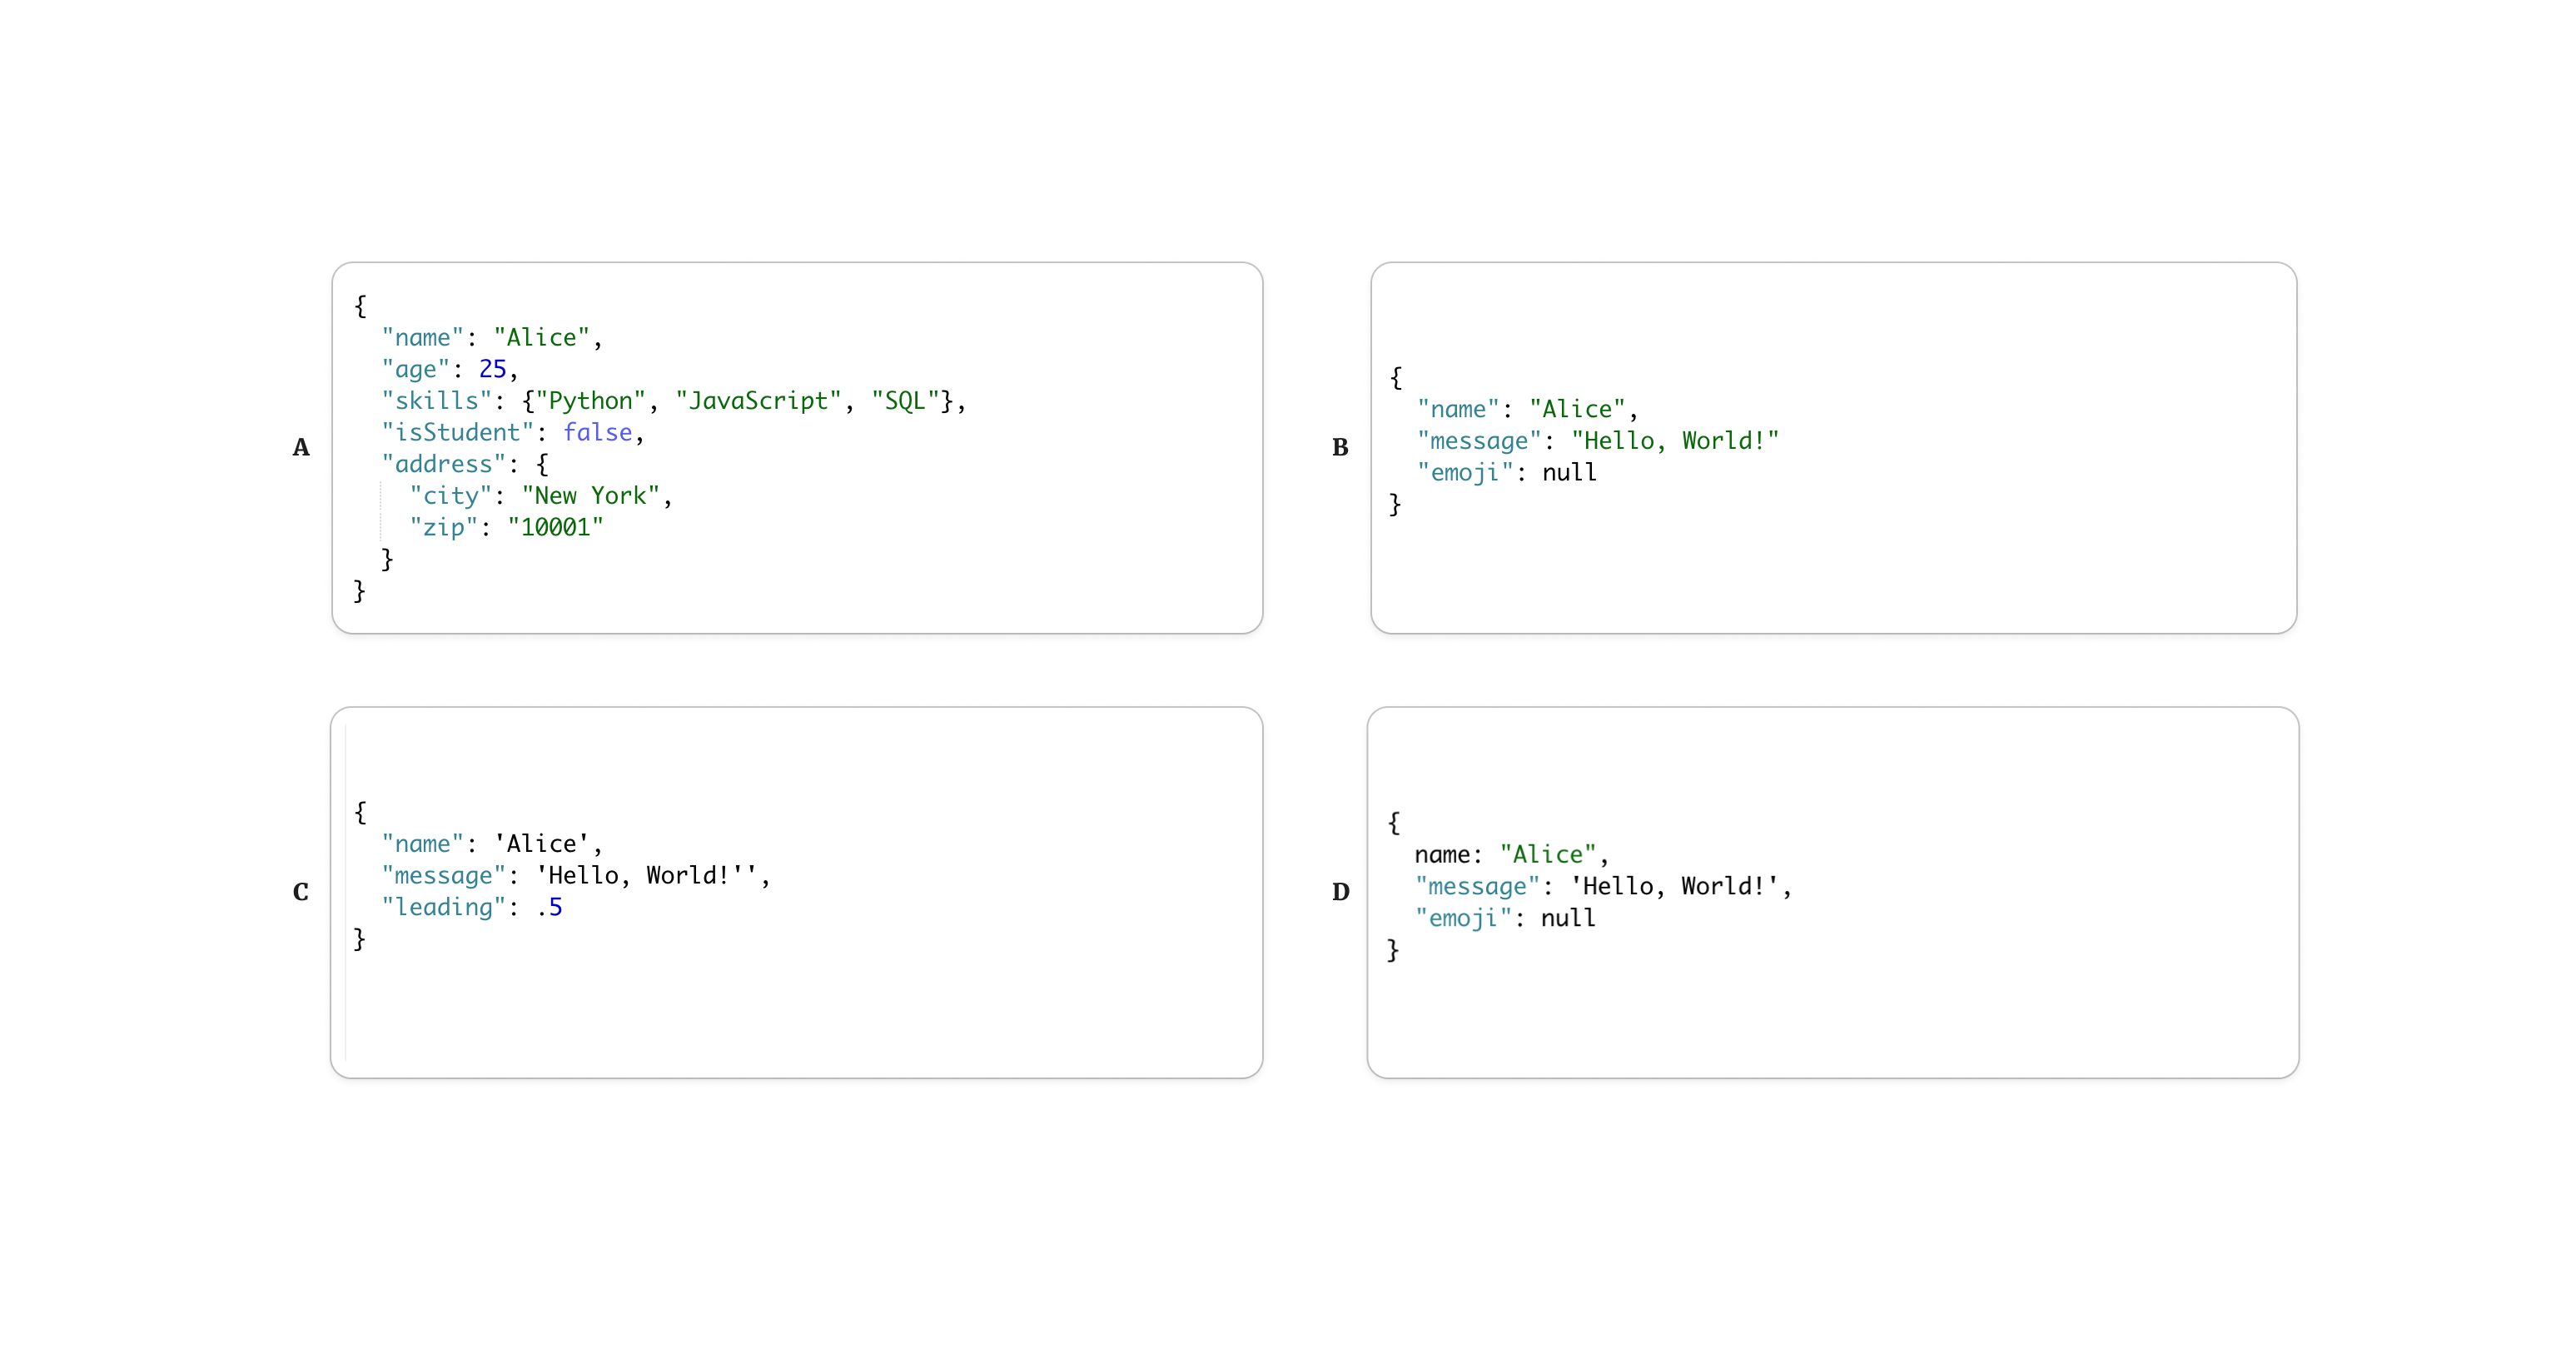 A
{
  "name": "Alice",
  "age": 25,
  "skills": {"Python", "JavaScript", "SQL"},
  "isStudent": false,
  "address": {
    "city": "New York",
    "zip": "10001"
  }
}
B
{
  "name": "Alice",
  "message": "Hello, World!"
  "emoji": null
}
C
{
  "name": 'Alice',
  "message": 'Hello, World!'',
  "leading": .5
}
D
{
  name: "Alice",
  "message": 'Hello, World!',
  "emoji": null
}